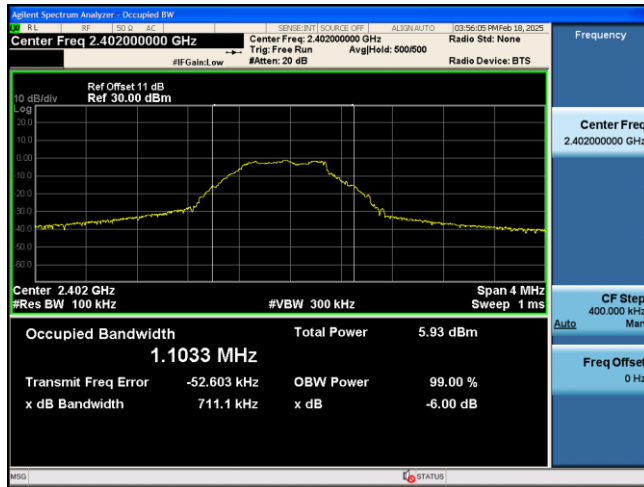 Agilent Spectrum Analyzer - Occupied BW
RL RF 50 Ω AC SENSE:INT SOURCE OFF ALIGN AUTO 03:56:05 PM Feb 18, 2025
Center Freq 2.402000000 GHz
Center Freq: 2.402000000 GHz
Radio Std: None
Trig: Free Run Avg|Hold: 500/500
#IFGain:Low #Atten: 20 dB Radio Device: BTS
Frequency
Ref Offset 11 dB
10 dB/div Ref 30.00 dBm
Log
20.0
10.0
0.00
-10.0
-20.0
-30.0
-40.0
-50.0
-60.0
Center 2.402 GHz Span 4 MHz
#Res BW 100 kHz #VBW 300 kHz Sweep 1 ms
Occupied Bandwidth Total Power 5.93 dBm
1.1033 MHz
Transmit Freq Error -52.603 kHz OBW Power 99.00 %
x dB Bandwidth 711.1 kHz x dB -6.00 dB
Center Freq
2.402000000 GHz
CF Step
400.000 kHz
Auto Man
Freq Offset
0 Hz
MSG STATUS